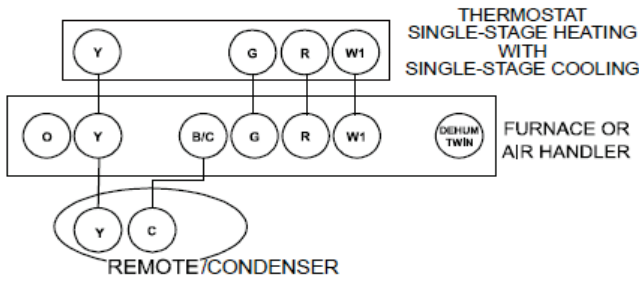 THERMOSTAT
SINGLE-STAGE HEATING
WITH
SINGLE-STAGE COOLING
Y G R W1
O Y B/C G R W1 DEHUM
TWIN
FURNACE OR
AIR HANDLER
Y C
REMOTE/CONDENSER